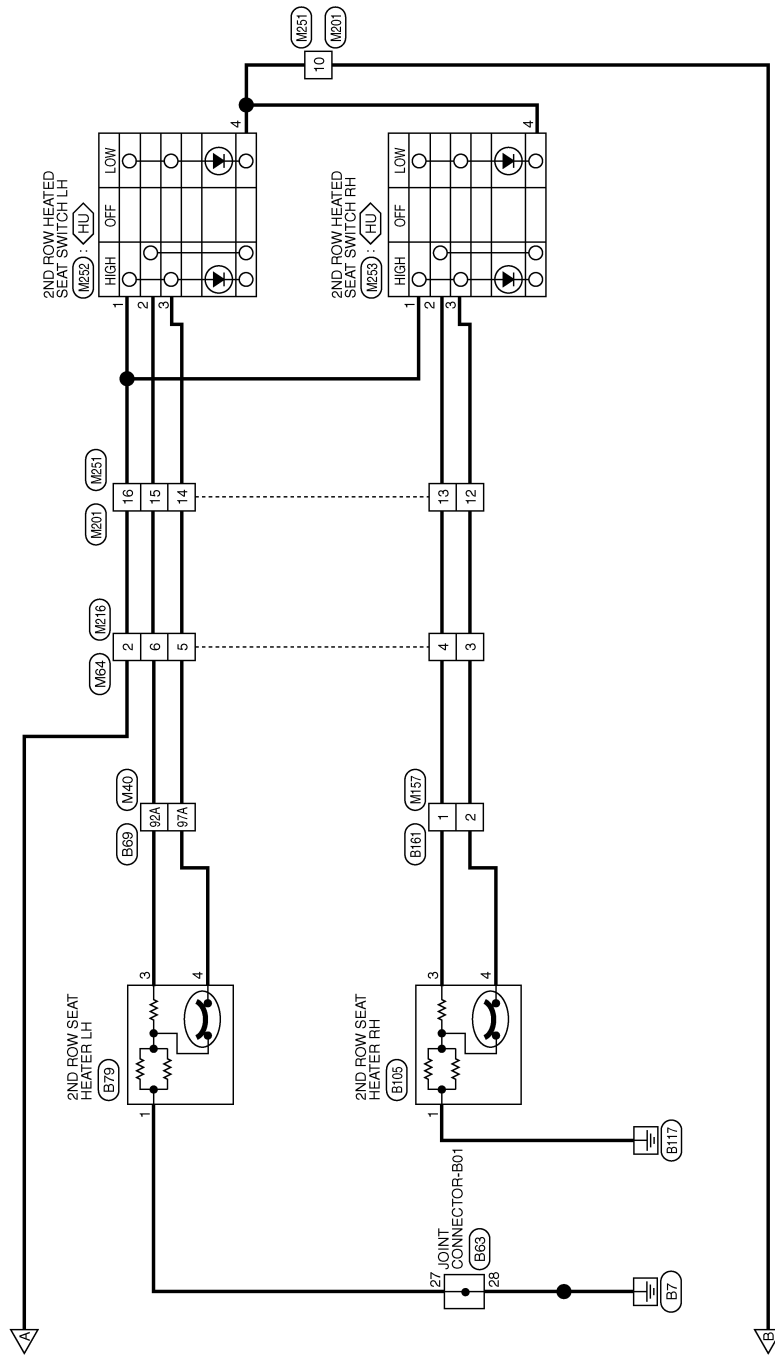 A
B
2ND ROW SEAT
HEATER LH
B79
1
3
4
B69
M40
92A
97A
M64
M216
2
6
5
M201
M251
16
15
14
2ND ROW HEATED
SEAT SWITCH LH
M252 : HU
HIGH
OFF
LOW
1
2
3
4
M251
M201
10
2ND ROW SEAT
HEATER RH
B105
1
3
4
B161
M157
1
2
4
3
13
12
2ND ROW HEATED
SEAT SWITCH RH
M253 : HU
HIGH
OFF
LOW
1
2
3
4
JOINT
CONNECTOR-B01
B63
27
28
B7
B117